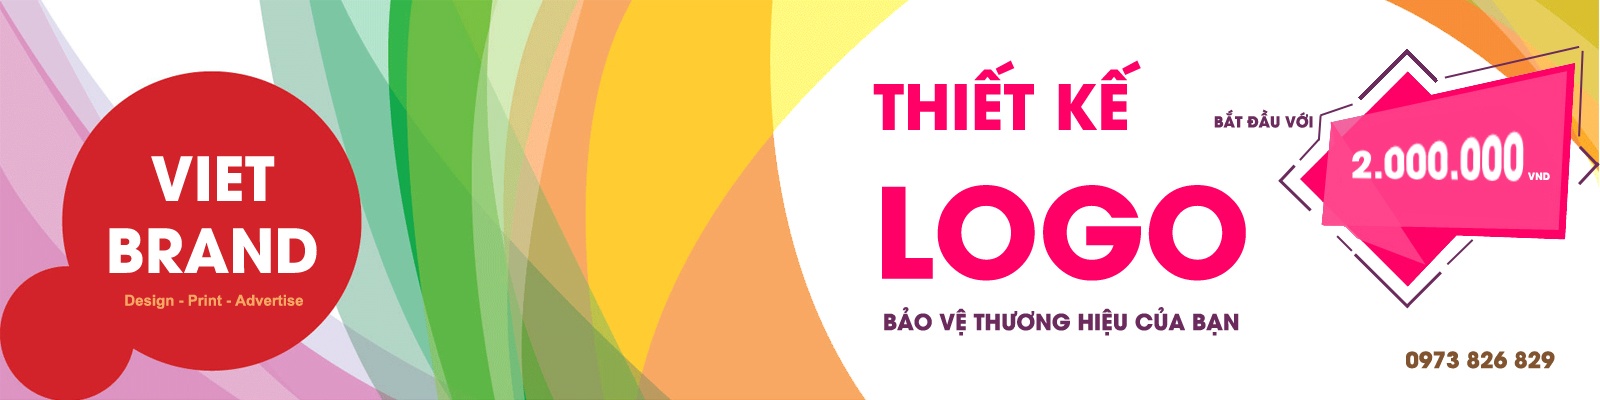 VIET
BRAND
Design - Print - Advertise
THIẾT KẾ
LOGO
BẢO VỆ THƯƠNG HIỆU CỦA BẠN
BẮT ĐẦU VỚI
2.000.000 VND
0973 826 829